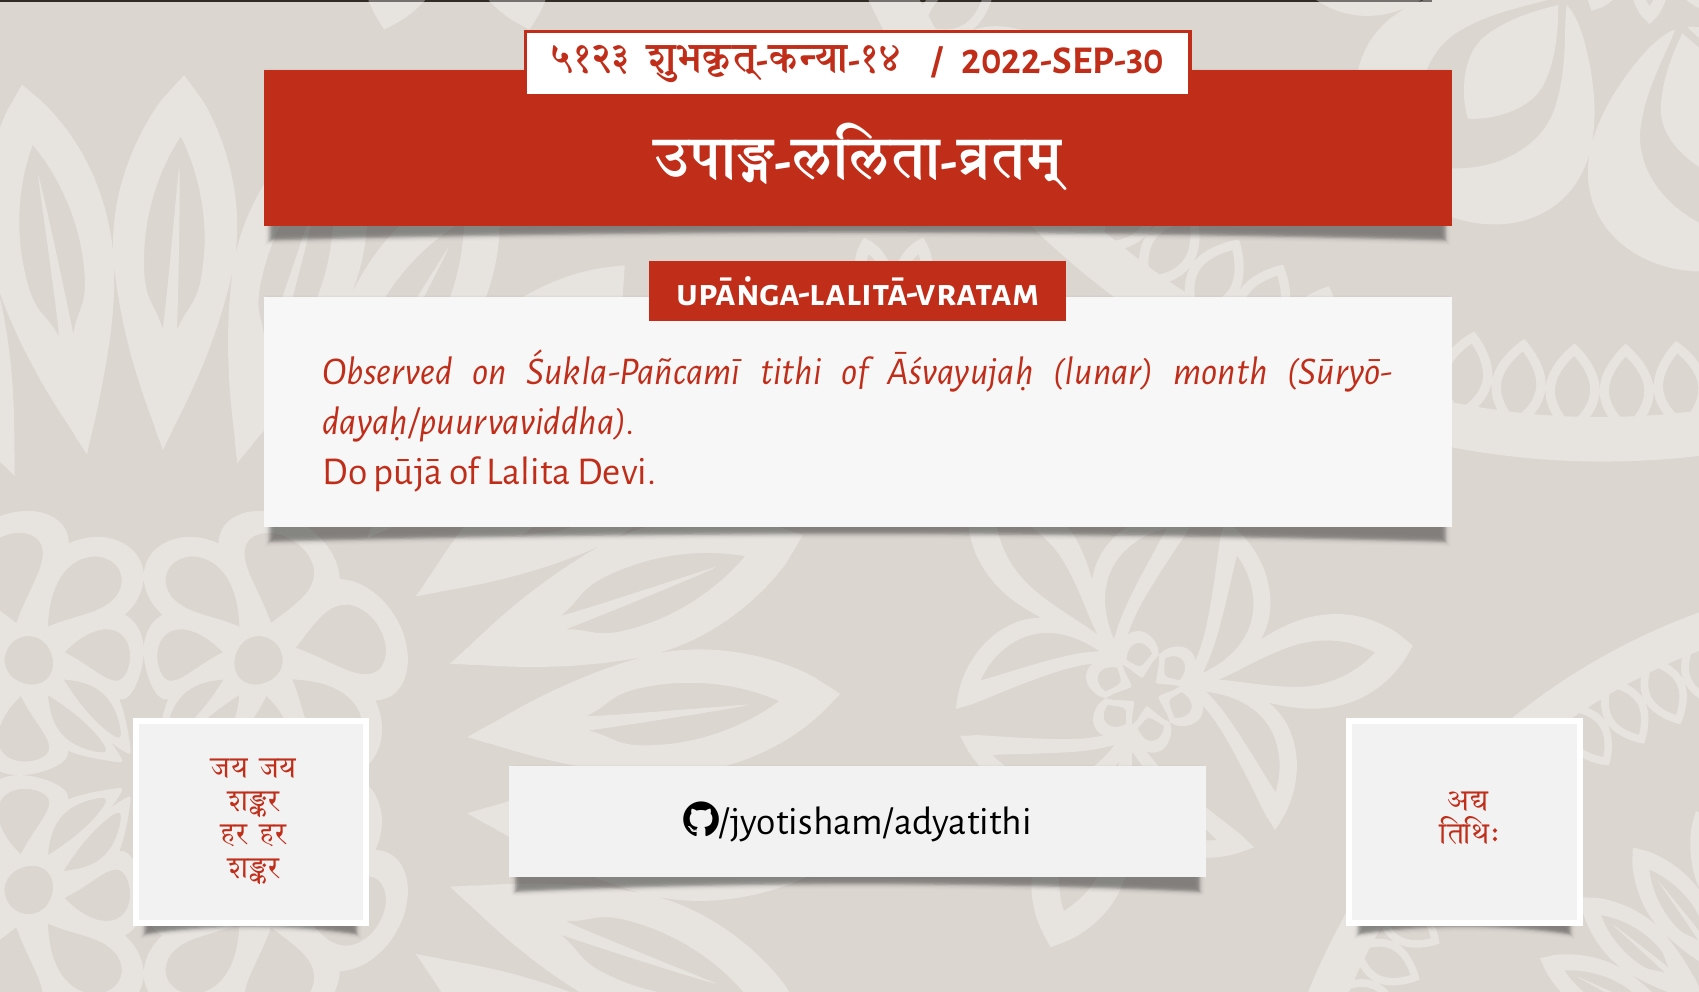 ५१२३ शुभकृत्-कन्या-१४ / 2022-SEP-30
उपाङ्ग-ललिता-व्रतम्
UPĀṄGA-LALITĀ-VRATAM
Observed on Śukla-Pañcamī tithi of Āśvayujaḥ (lunar) month (Sūryō-
dayaḥ/puurvaviddha).
Do pūjā of Lalita Devi.
जय जय
शङ्कर
हर हर
शङ्कर
/jyotisham/adyatithi
अद्य
तिथिः